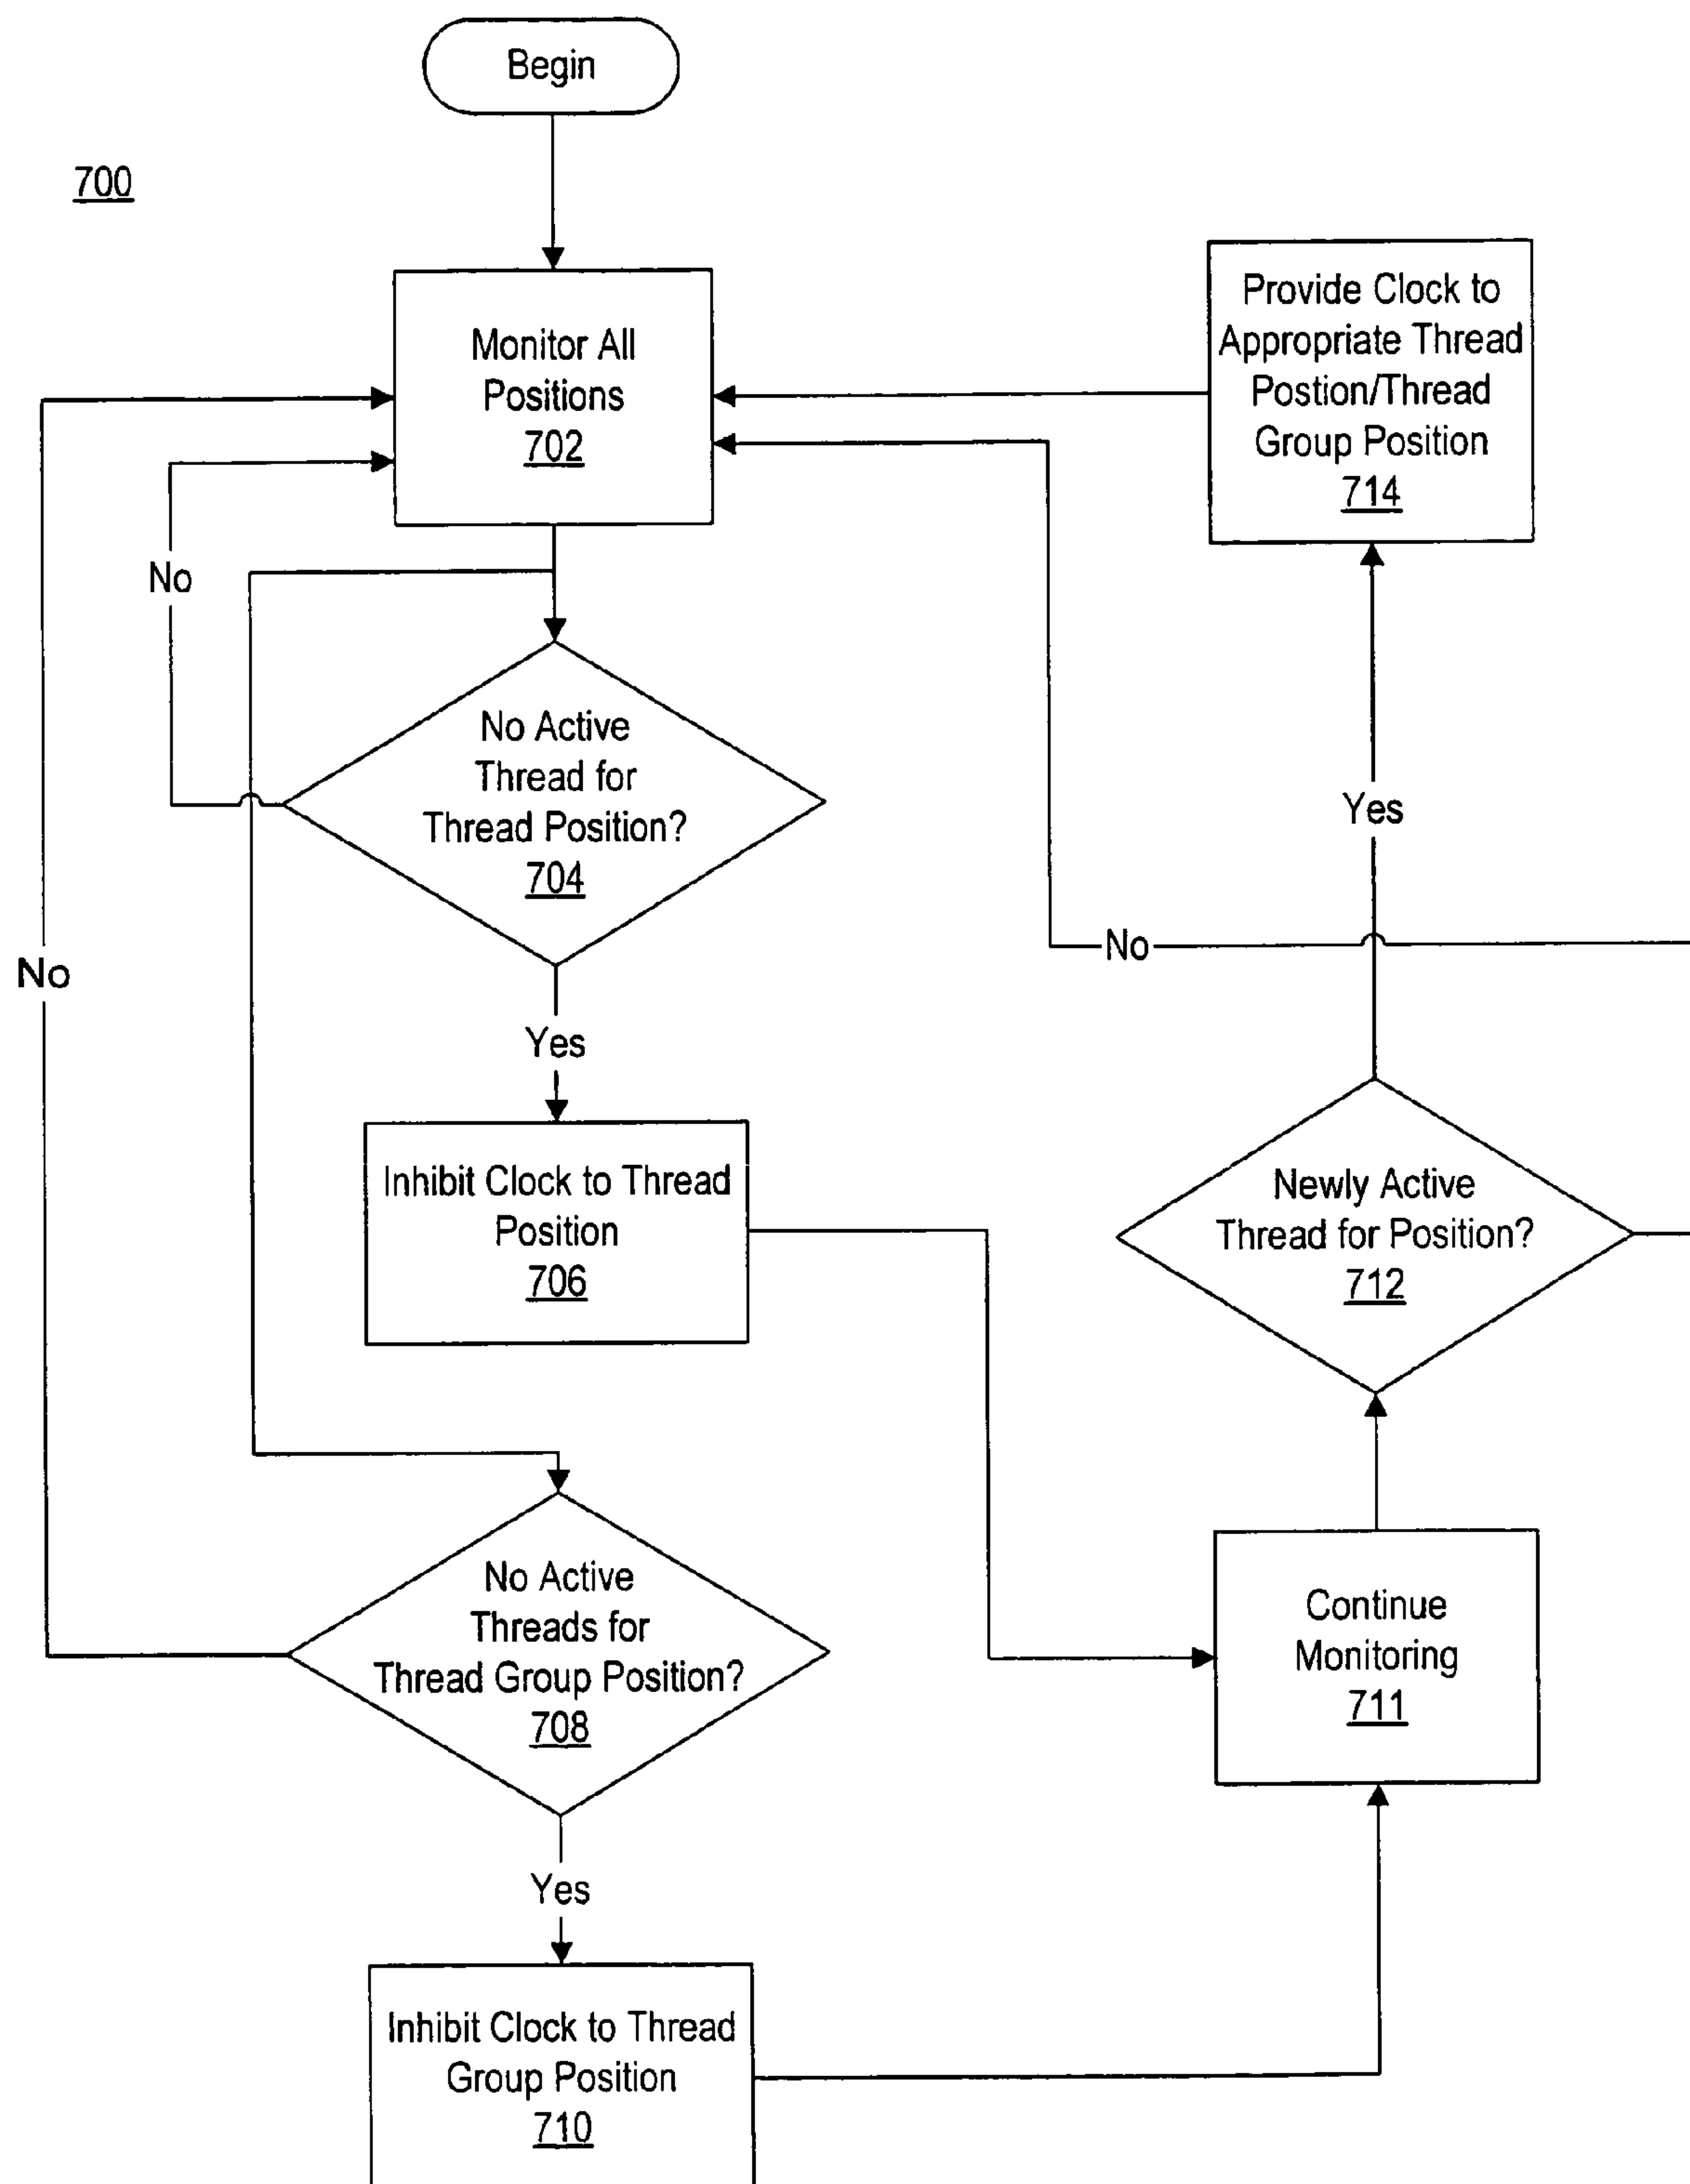 Begin
700
Monitor All
Positions
702
Provide Clock to
Appropriate Thread
Postion/Thread
Group Position
714
No
No Active
Thread for
Thread Position?
704
Yes
No
No
Yes
Inhibit Clock to Thread
Position
706
Newly Active
Thread for Position?
712
No Active
Threads for
Thread Group Position?
708
Continue
Monitoring
711
Yes
Inhibit Clock to Thread
Group Position
710